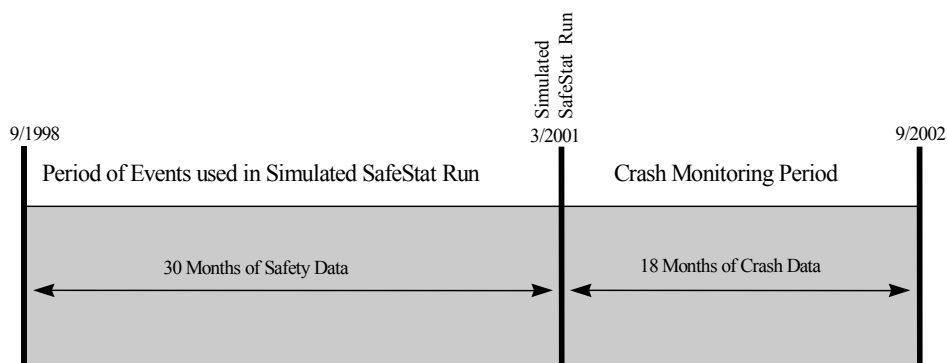 Simulated
SafeStat Run
9/1998
3/2001
9/2002
Period of Events used in Simulated SafeStat Run
Crash Monitoring Period
30 Months of Safety Data
18 Months of Crash Data